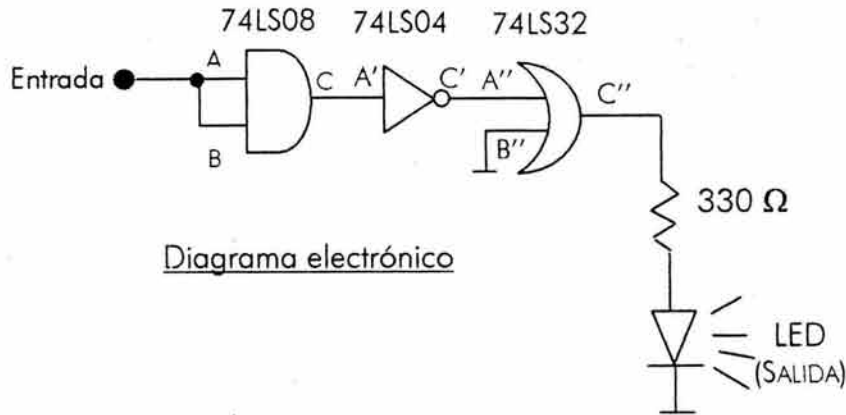 74LS08 74LS04 74LS32
Entrada A B C A' C' A'' B'' C''
330 Ω
Diagrama electrónico
LED
(SALIDA)